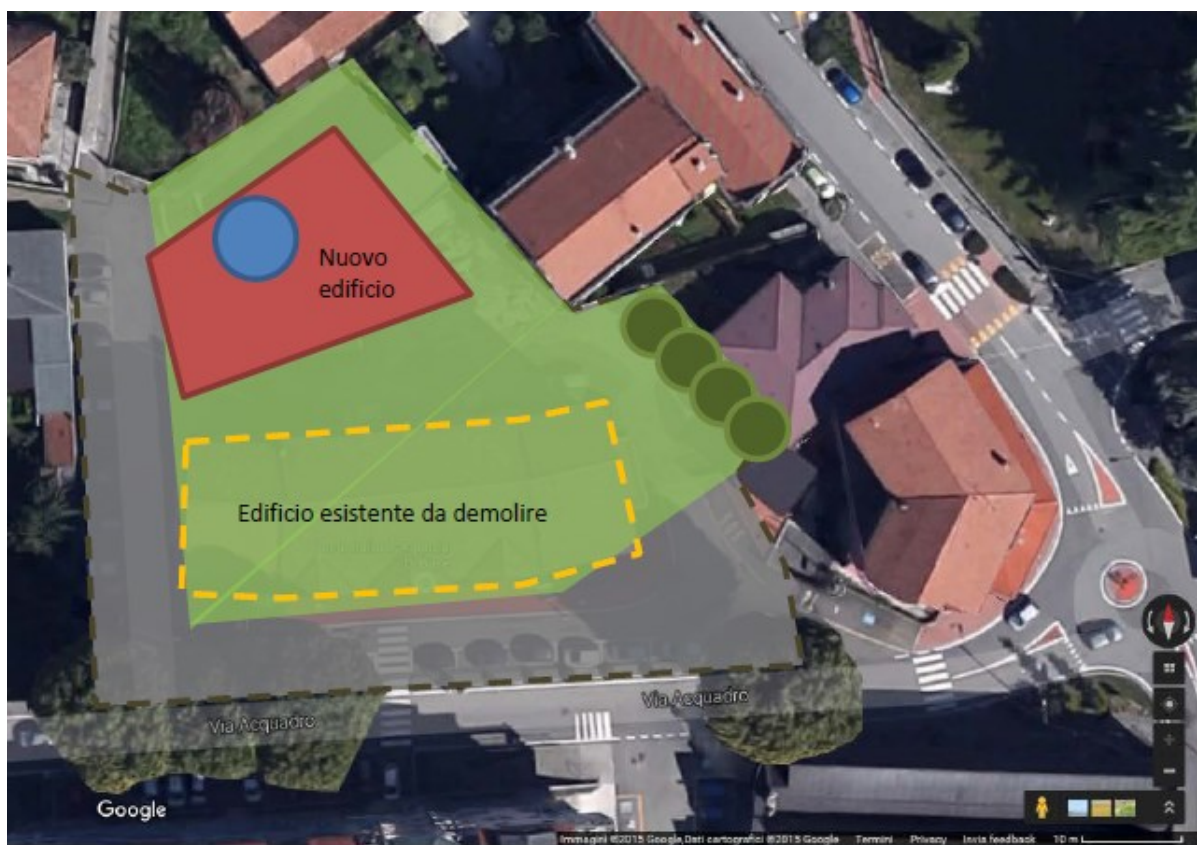 Nuovo
edificio
Edificio esistente da demolire
Via Acquadro
Via Acquadro
Google
Immagini ©2015 Google,Dati cartografici ©2015 Google Termini Privacy Invia feedback 10 m